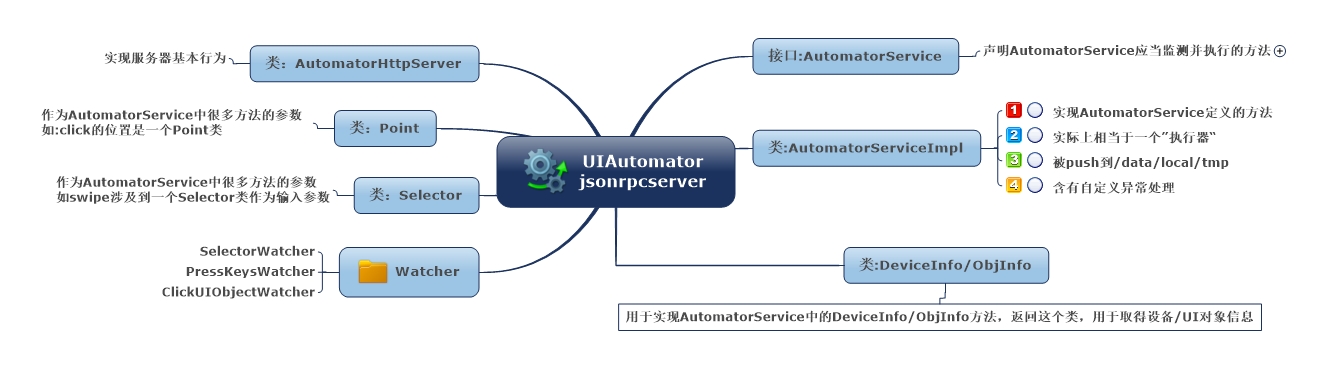 UIAutomator
jsonrpcserver
类：AutomatorHttpServer
实现服务器基本行为
类：Point
作为AutomatorService中很多方法的参数
如:click的位置是一个Point类
类：Selector
作为AutomatorService中很多方法的参数
如swipe涉及到一个Selector类作为输入参数
Watcher
SelectorWatcher
PressKeysWatcher
ClickUIObjectWatcher
接口:AutomatorService
声明AutomatorService应当监测并执行的方法
类:AutomatorServiceImpl
1 实现AutomatorService定义的方法
2 实际上相当于一个”执行器“
3 被push到/data/local/tmp
4 含有自定义异常处理
类:DeviceInfo/ObjInfo
用于实现AutomatorService中的DeviceInfo/ObjInfo方法，返回这个类，用于取得设备/UI对象信息